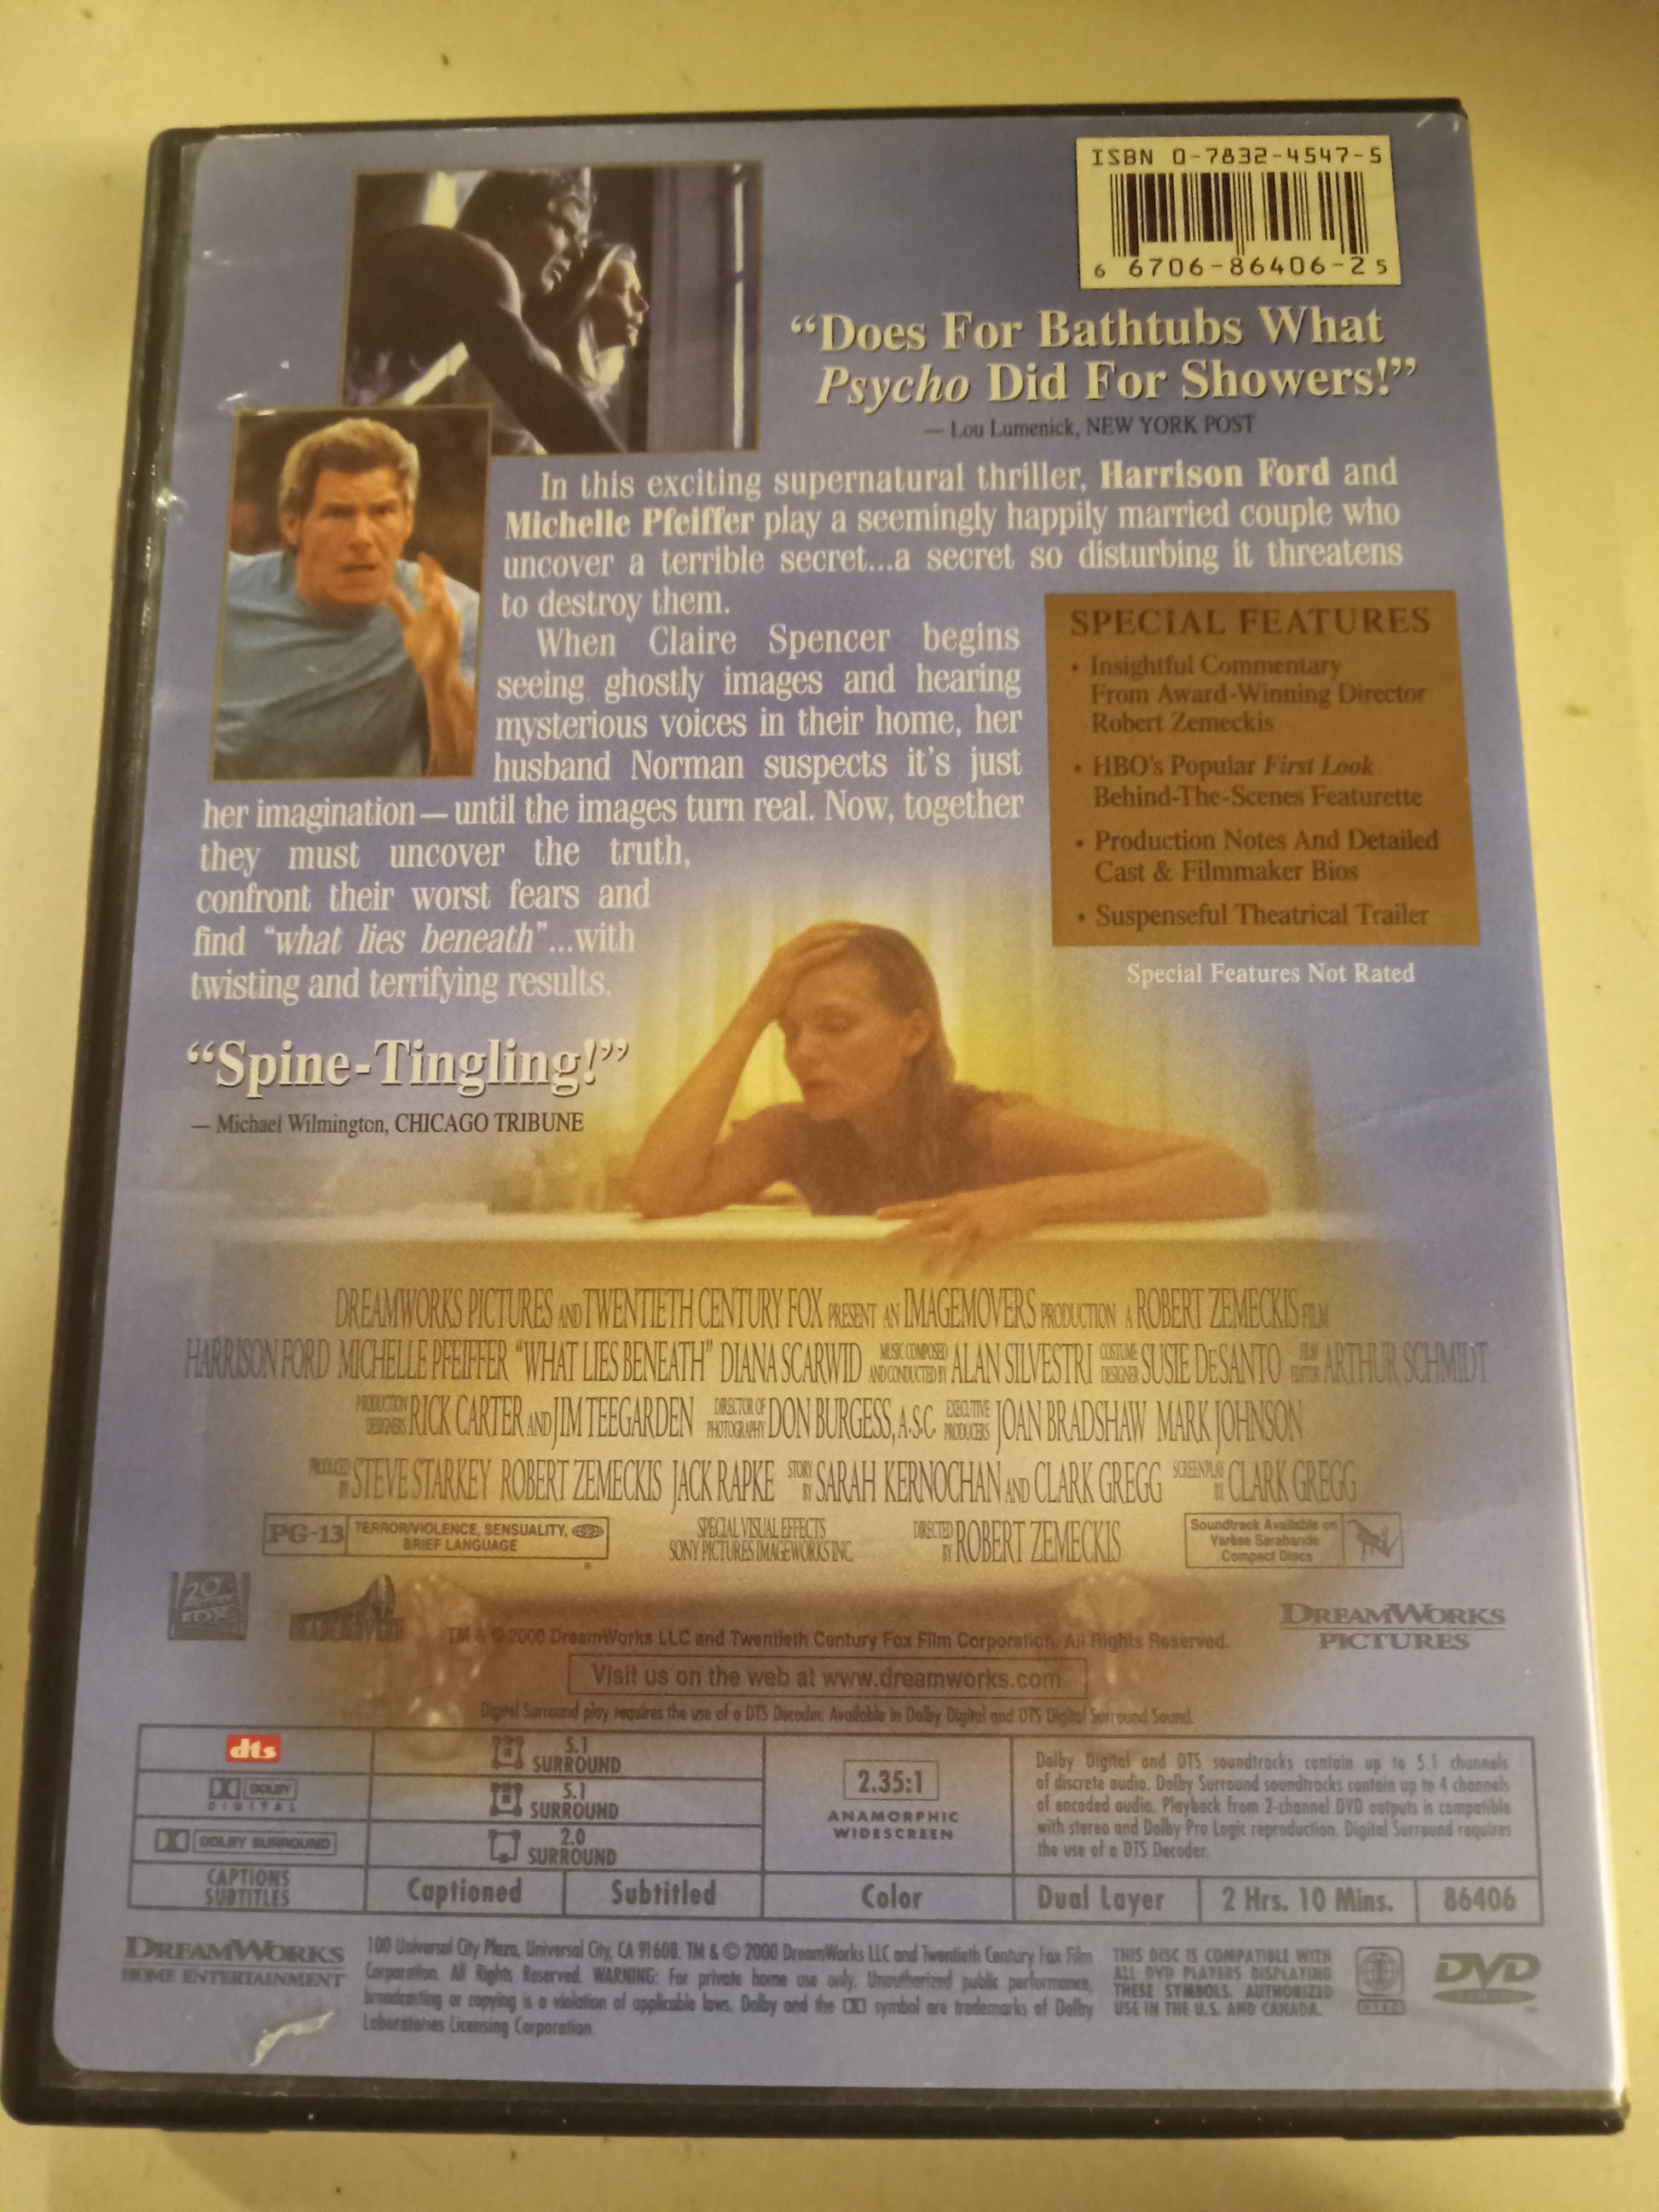 ISBN 0-7832-4547-5
6 6706-86406-2 5
“Does For Bathtubs What
Psycho Did For Showers!”
— Lou Lumenick, NEW YORK POST
In this exciting supernatural thriller, Harrison Ford and
Michelle Pfeiffer play a seemingly happily married couple who
uncover a terrible secret...a secret so disturbing it threatens
to destroy them.
When Claire Spencer begins
seeing ghostly images and hearing
mysterious voices in their home, her
husband Norman suspects it's just
her imagination — until the images turn real. Now, together
they must uncover the truth,
confront their worst fears and
find “what lies beneath”...with
twisting and terrifying results.
SPECIAL FEATURES
• Insightful Commentary
From Award-Winning Director
Robert Zemeckis
• HBO's Popular First Look
Behind-The-Scenes Featurette
• Production Notes And Detailed
Cast & Filmmaker Bios
• Suspenseful Theatrical Trailer
Special Features Not Rated
“Spine-Tingling!”
— Michael Wilmington, CHICAGO TRIBUNE
DREAMWORKS PICTURES AND TWENTIETH CENTURY FOX PRESENT AN IMAGEMOVERS PRODUCTION A ROBERT ZEMECKIS FILM
HARRISON FORD MICHELLE PFEIFFER “WHAT LIES BENEATH” DIANA SCARWID MUSIC COMPOSED AND CONDUCTED BY ALAN SILVESTRI COSTUME DESIGNER SUSIE DESANTO FILM EDITOR ARTHUR SCHMIDT
PRODUCTION DESIGNERS RICK CARTER AND JIM TEEGARDEN DIRECTOR OF PHOTOGRAPHY DON BURGESS, A.S.C. EXECUTIVE PRODUCERS JOAN BRADSHAW MARK JOHNSON
PRODUCED BY STEVE STARKEY ROBERT ZEMECKIS JACK RAPKE STORY BY SARAH KERNOCHAN AND CLARK GREGG SCREENPLAY BY CLARK GREGG
PG-13 TERROR/VIOLENCE, SENSUALITY,
BRIEF LANGUAGE
SPECIAL VISUAL EFFECTS
SONY PICTURES IMAGEWORKS INC.
DIRECTED BY ROBERT ZEMECKIS
Soundtrack Available on
Varèse Sarabande
Compact Discs
20th CENTURY FOX
IMAGEMOVERS
DREAMWORKS
PICTURES
TM & © 2000 DreamWorks LLC and Twentieth Century Fox Film Corporation. All Rights Reserved.
Visit us on the web at www.dreamworks.com
Digital Surround play requires the use of a DTS Decoder. Available in Dolby Digital and DTS Digital Surround Sound.
dts
5.1
SURROUND
DOLBY
DIGITAL
5.1
SURROUND
DOLBY SURROUND
2.0
SURROUND
2.35:1
ANAMORPHIC
WIDESCREEN
Dolby Digital and DTS soundtracks contain up to 5.1 channels
of discrete audio. Dolby Surround soundtracks contain up to 4 channels
of encoded audio. Playback from 2-channel DVD outputs is compatible
with stereo and Dolby Pro Logic reproduction. Digital Surround requires
the use of a DTS Decoder.
CAPTIONS
SUBTITLES
Captioned
Subtitled
Color
Dual Layer
2 Hrs. 10 Mins.
86406
DREAMWORKS
HOME ENTERTAINMENT
100 Universal City Plaza, Universal City, CA 91608. TM & © 2000 DreamWorks LLC and Twentieth Century Fox Film
Corporation. All Rights Reserved. WARNING: For private home use only. Unauthorized public performance,
broadcasting or copying is a violation of applicable laws. Dolby and the symbol are trademarks of Dolby
Laboratories Licensing Corporation.
THIS DISC IS COMPATIBLE WITH
ALL DVD PLAYERS DISPLAYING
THESE SYMBOLS. AUTHORIZED
USE IN THE U.S. AND CANADA.
DVD